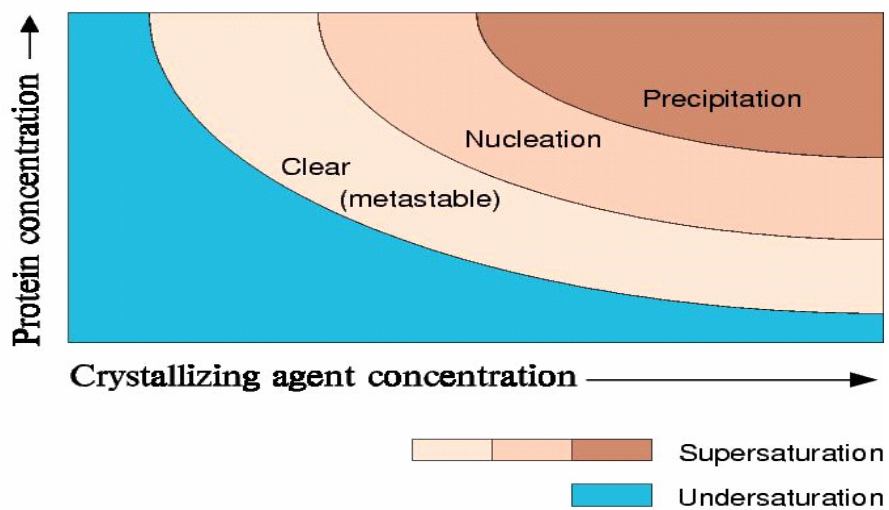 Protein concentration
Precipitation
Nucleation
Clear
(metastable)
Crystallizing agent concentration
Supersaturation
Undersaturation